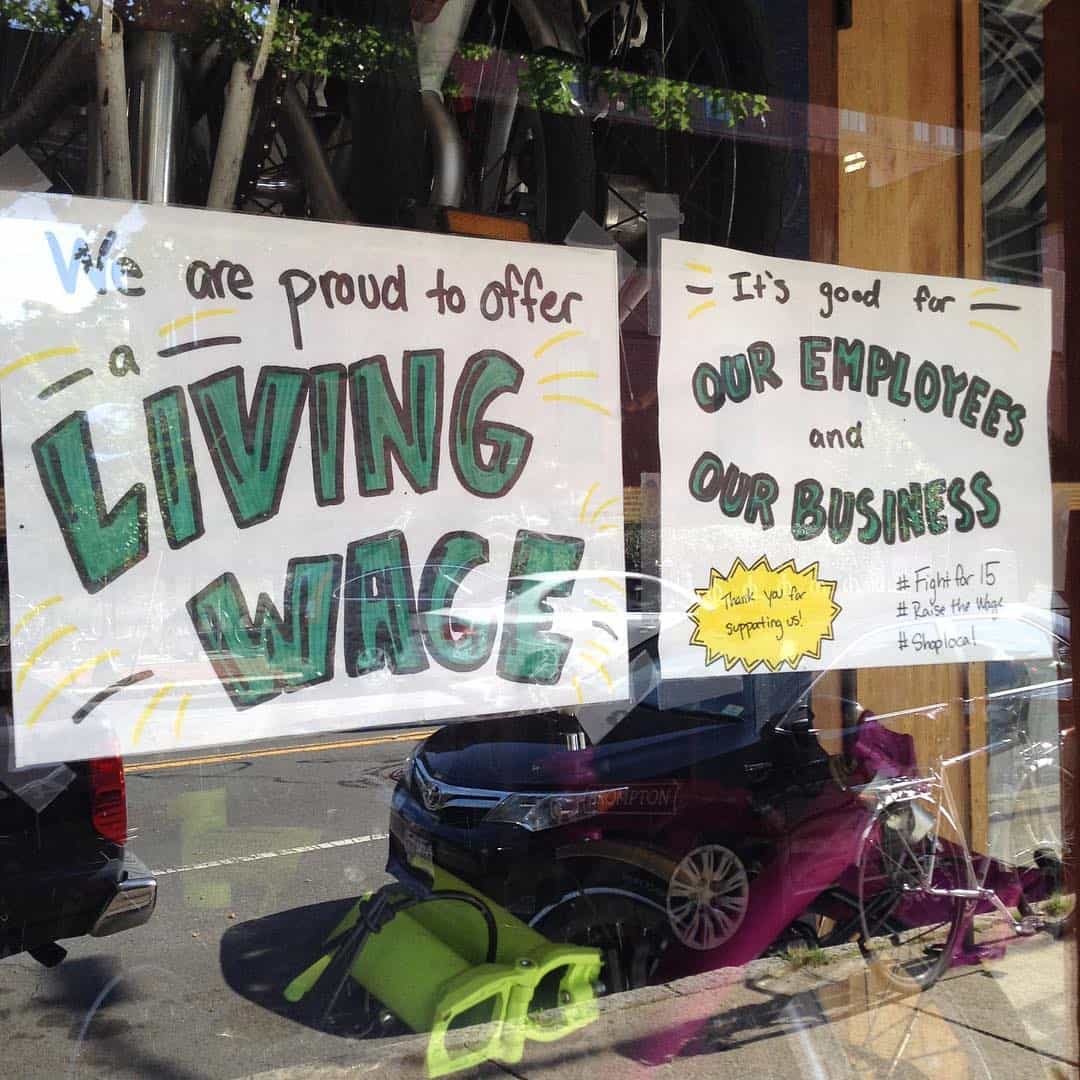 We are proud to offer
a
LIVING
WAGE
It's good for
OUR EMPLOYEES
and
OUR BUSINESS
Thank you for
supporting us!
# Fight for 15
# Raise the Wage
# Shoplocal
BROMPTON